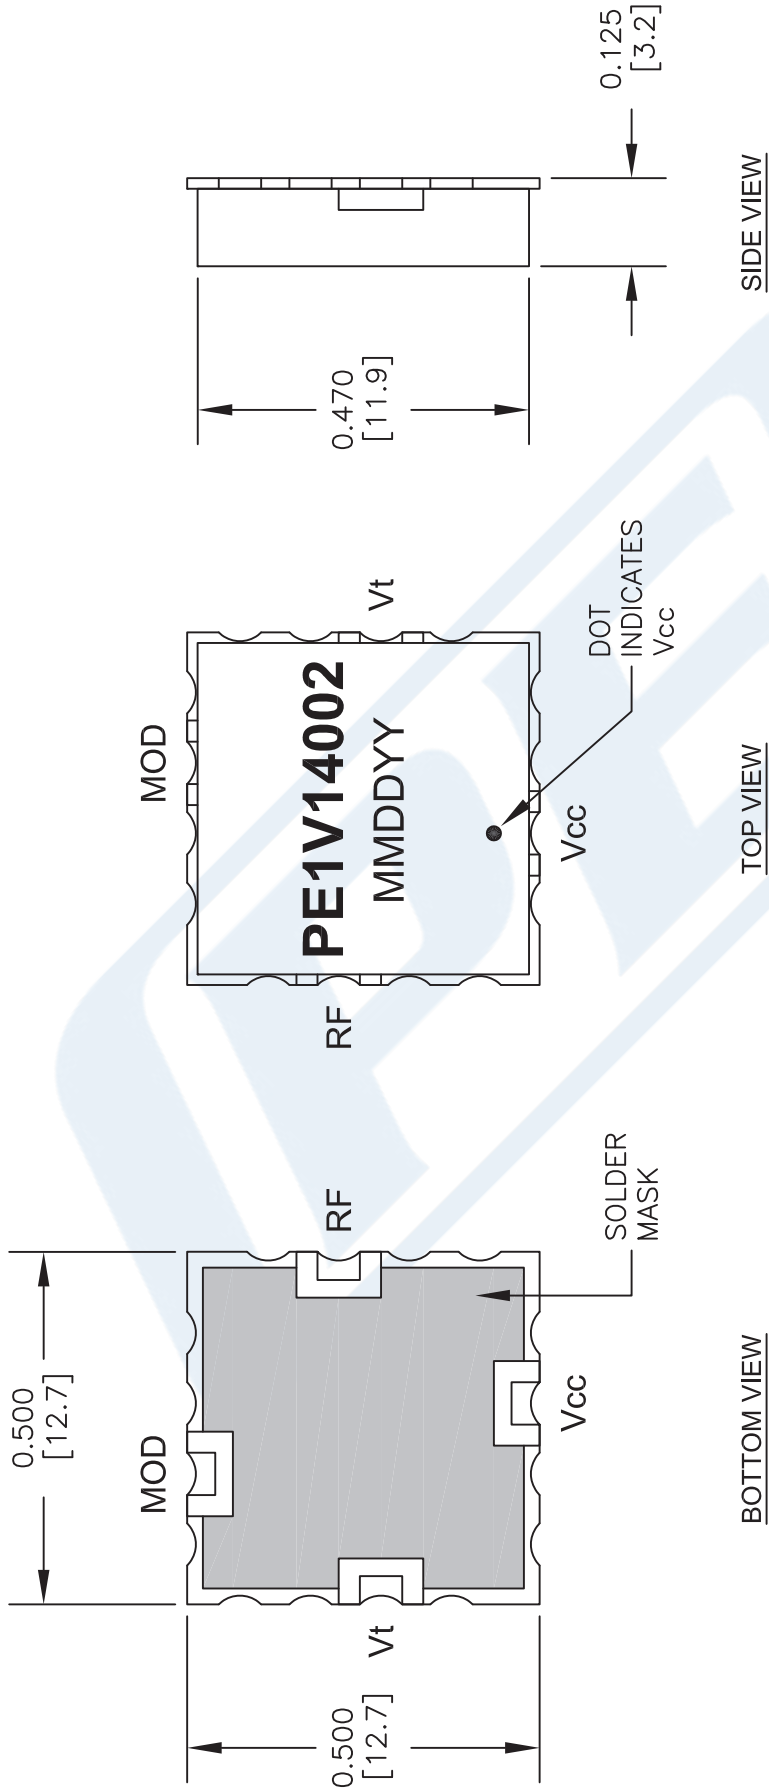 0.500
[12.7]
0.500
[12.7]
MOD
Vt
RF
Vcc
SOLDER
MASK
BOTTOM VIEW
MOD
RF
PE1V14002
MMDDYY
Vt
Vcc
DOT
INDICATES
Vcc
TOP VIEW
0.470
[11.9]
0.125
[3.2]
SIDE VIEW